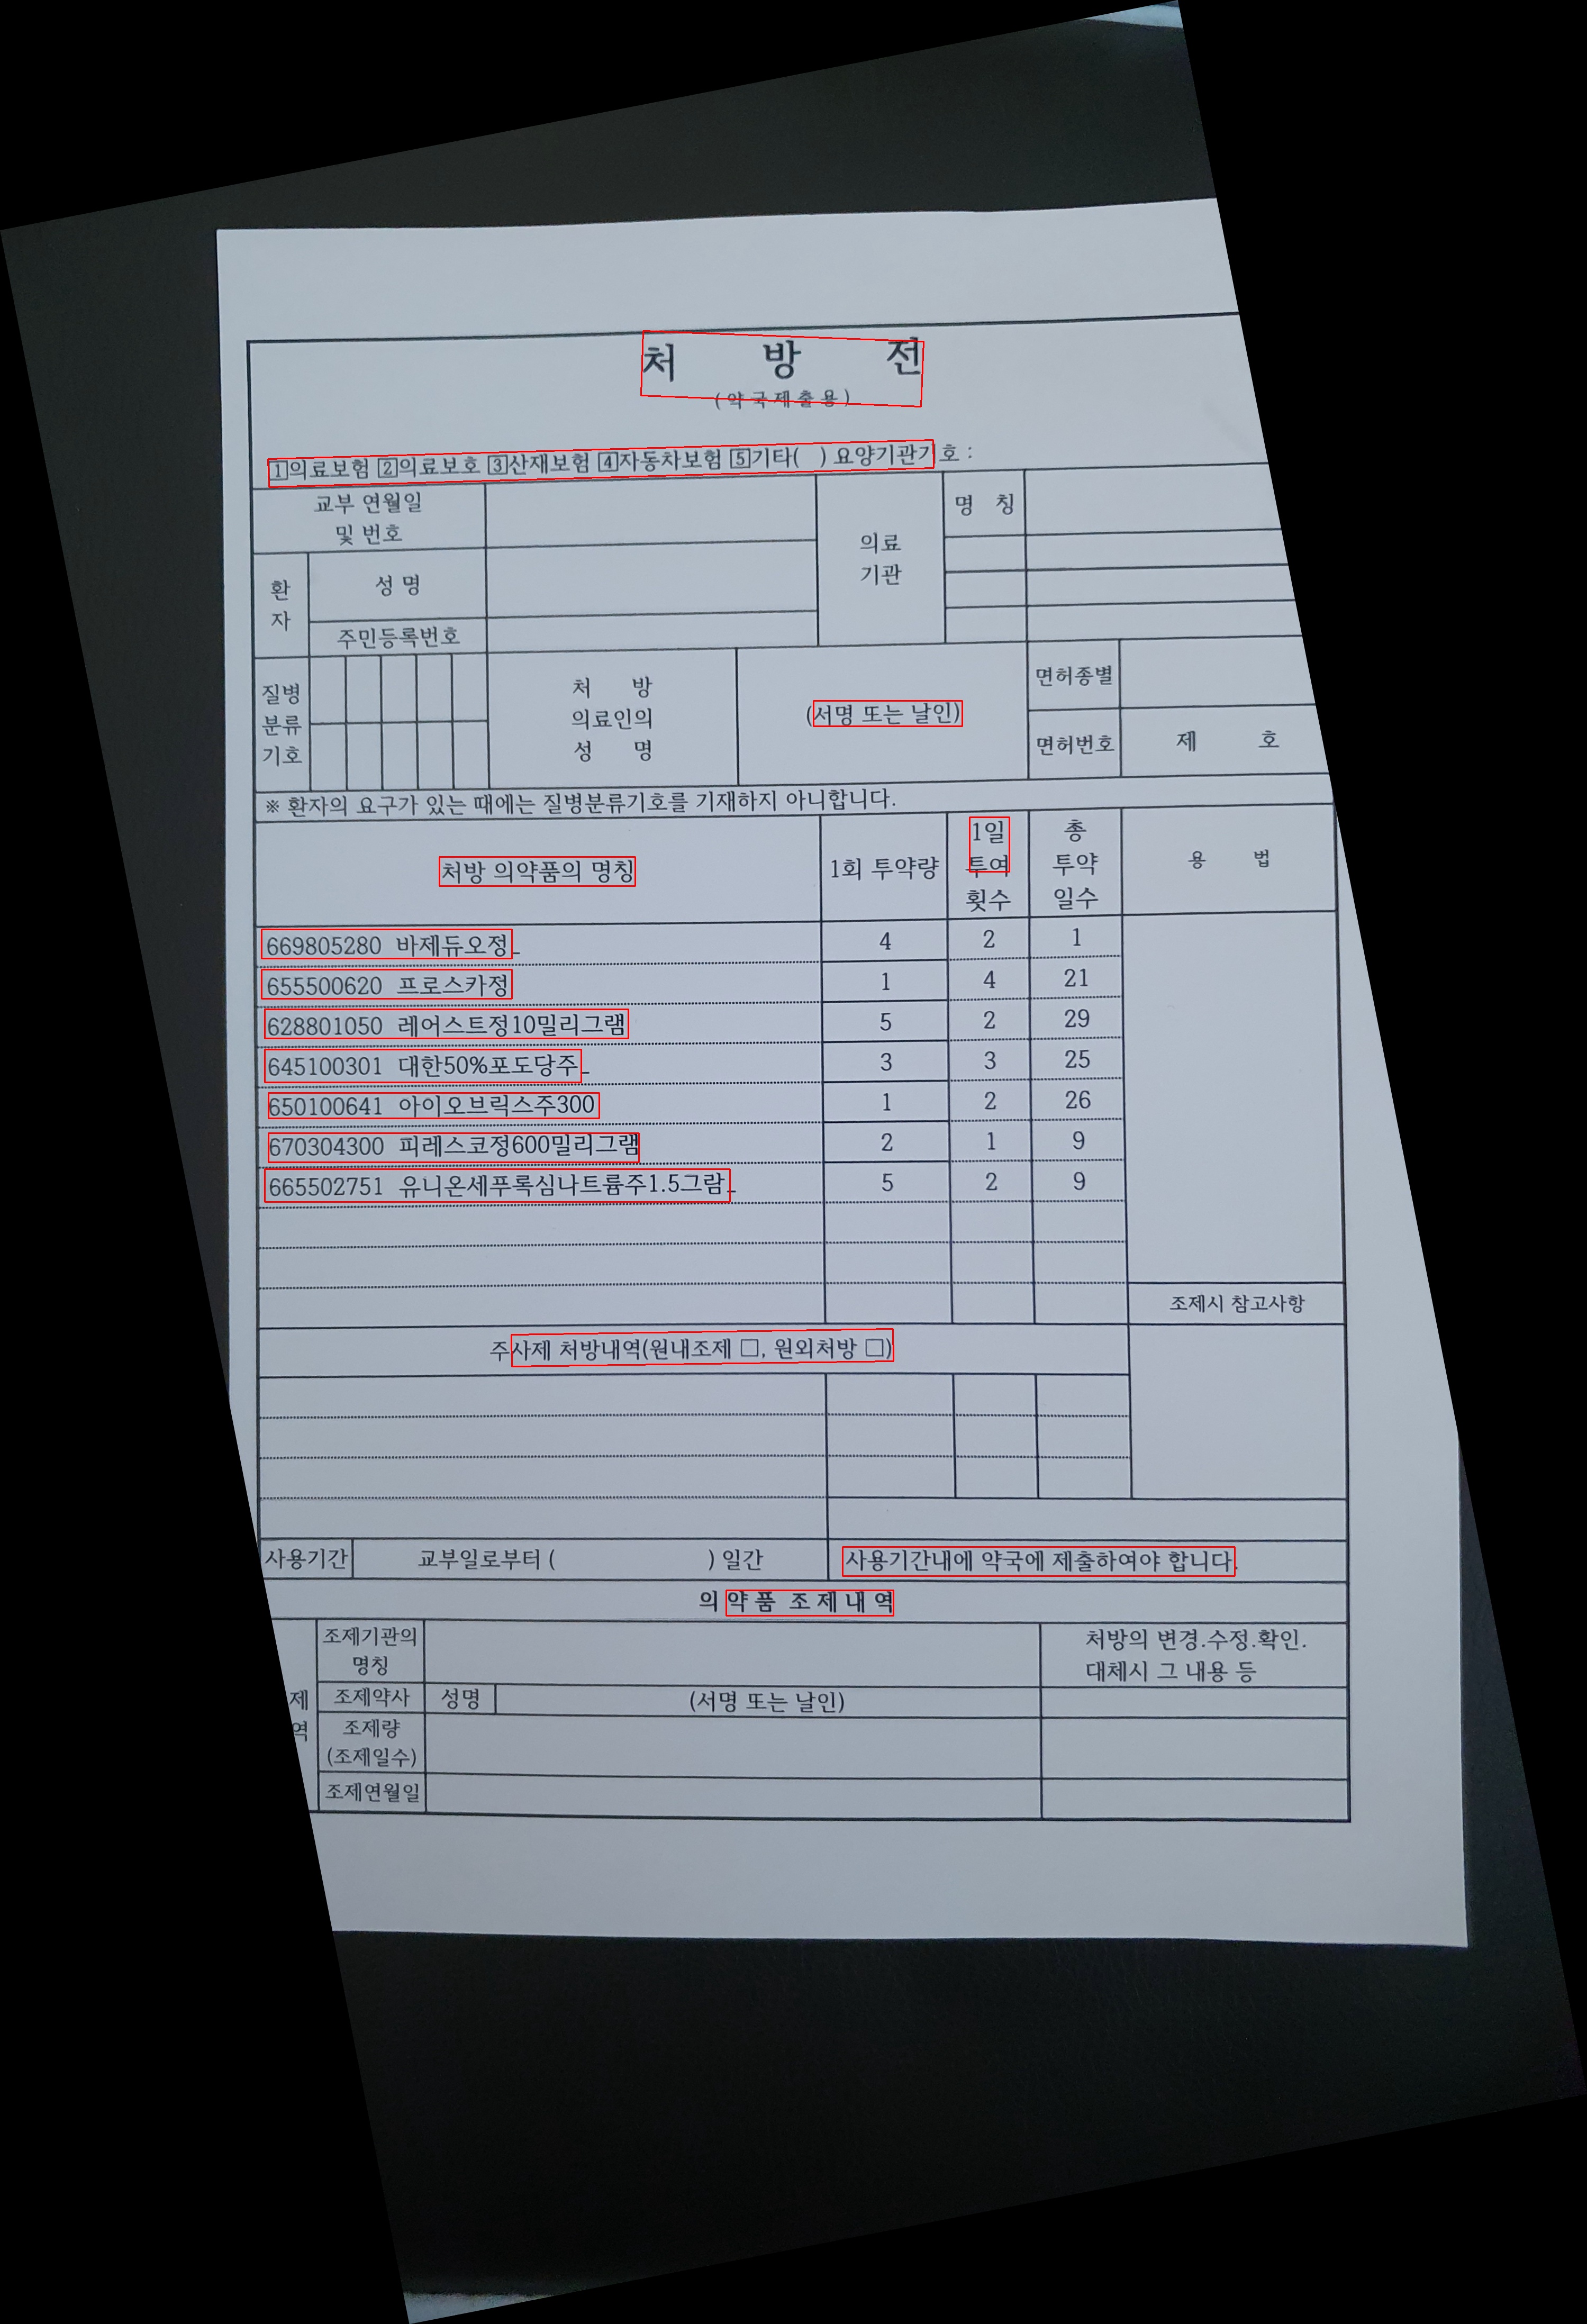 처 방 전
(약국제출용)
1의료보험 2의료보호 3산재보험 4자동차보험 5기타( ) 요양기관기호 :
교부 연월일 및 번호
의료 기관
명 칭
환 자
성 명
주민등록번호
질병 분류 기호
처 방 의료인의 성 명
(서명 또는 날인)
면허종별
면허번호
제 호
※ 환자의 요구가 있는 때에는 질병분류기호를 기재하지 아니합니다.
처방 의약품의 명칭 1회 투약량 1일 투여 횟수 총 투약 일수 용 법
669805280 바제듀오정_ 4 2 1
655500620 프로스카정 1 4 21
628801050 레어스트정10밀리그램 5 2 29
645100301 대한50%포도당주_ 3 3 25
650100641 아이오브릭스주300 1 2 26
670304300 피레스코정600밀리그램 2 1 9
665502751 유니온세푸록심나트륨주1.5그람_ 5 2 9
조제시 참고사항
주사제 처방내역(원내조제 □, 원외처방 □)
사용기간 교부일로부터 ( ) 일간 사용기간내에 약국에 제출하여야 합니다.
의 약 품 조 제 내 역
조제기관의 명칭
처방의 변경.수정.확인.
대체시 그 내용 등
제
역
조제약사 성명 (서명 또는 날인)
조제량
(조제일수)
조제연월일